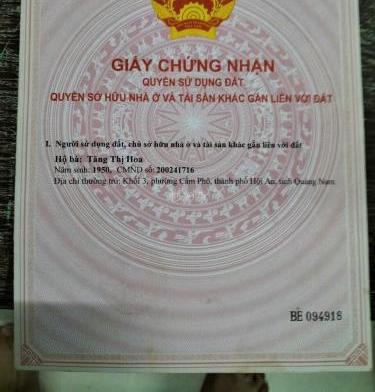 GIẤY CHỨNG NHẬN
QUYỀN SỬ DỤNG ĐẤT
QUYỀN SỞ HỮU NHÀ Ở VÀ TÀI SẢN KHÁC GẮN LIỀN VỚI ĐẤT
I. Người sử dụng đất, chủ sở hữu nhà ở và tài sản khác gắn liền với đất
Hộ bà: Tăng Thị Hoa
Năm sinh: 1950, CMND số: 200241716
Địa chỉ thường trú: Khối 3, phường Cẩm Phô, thành phố Hội An, tỉnh Quảng Nam.
BË 094918